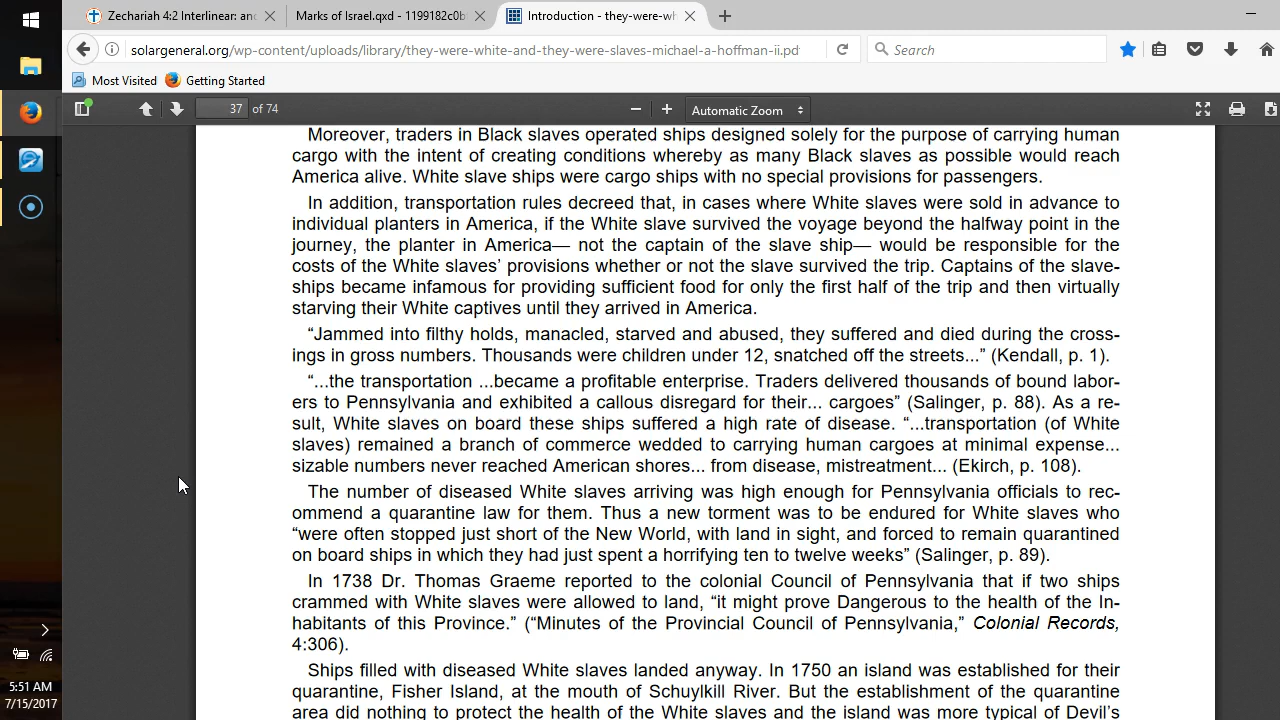 Zechariah 4:2 Interlinear: an
Marks of Israel.qxd - 1199182c0b
Introduction - they-were-wh
solargeneral.org/wp-content/uploads/library/they-were-white-and-they-were-slaves-michael-a-hoffman-ii.pd
Search
Most Visited
Getting Started
37 of 74
Automatic Zoom
Moreover, traders in Black slaves operated ships designed solely for the purpose of carrying human
cargo with the intent of creating conditions whereby as many Black slaves as possible would reach
America alive. White slave ships were cargo ships with no special provisions for passengers.
In addition, transportation rules decreed that, in cases where White slaves were sold in advance to
individual planters in America, if the White slave survived the voyage beyond the halfway point in the
journey, the planter in America— not the captain of the slave ship— would be responsible for the
costs of the White slaves’ provisions whether or not the slave survived the trip. Captains of the slave-
ships became infamous for providing sufficient food for only the first half of the trip and then virtually
starving their White captives until they arrived in America.
“Jammed into filthy holds, manacled, starved and abused, they suffered and died during the cross-
ings in gross numbers. Thousands were children under 12, snatched off the streets...” (Kendall, p. 1).
“...the transportation ...became a profitable enterprise. Traders delivered thousands of bound labor-
ers to Pennsylvania and exhibited a callous disregard for their... cargoes” (Salinger, p. 88). As a re-
sult, White slaves on board these ships suffered a high rate of disease. “...transportation (of White
slaves) remained a branch of commerce wedded to carrying human cargoes at minimal expense...
sizable numbers never reached American shores... from disease, mistreatment... (Ekirch, p. 108).
The number of diseased White slaves arriving was high enough for Pennsylvania officials to rec-
ommend a quarantine law for them. Thus a new torment was to be endured for White slaves who
“were often stopped just short of the New World, with land in sight, and forced to remain quarantined
on board ships in which they had just spent a horrifying ten to twelve weeks” (Salinger, p. 89).
In 1738 Dr. Thomas Graeme reported to the colonial Council of Pennsylvania that if two ships
crammed with White slaves were allowed to land, “it might prove Dangerous to the health of the In-
habitants of this Province.” (“Minutes of the Provincial Council of Pennsylvania,” Colonial Records,
4:306).
Ships filled with diseased White slaves landed anyway. In 1750 an island was established for their
quarantine, Fisher Island, at the mouth of Schuylkill River. But the establishment of the quarantine
area did nothing to protect the health of the White slaves and the island was more typical of Devil’s
5:51 AM
7/15/2017